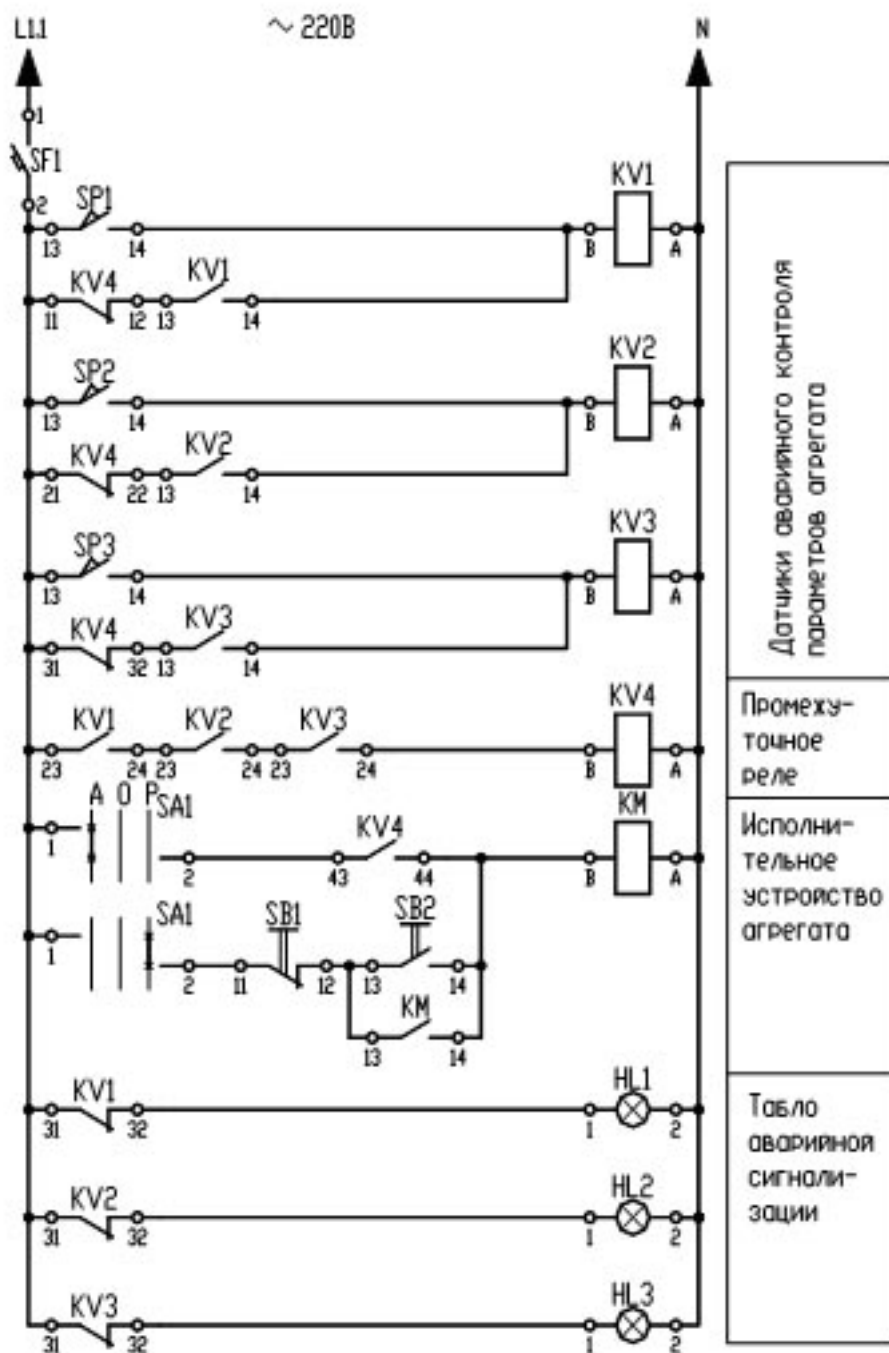 L1.1 ~ 220В N
1
SF1
2
SP1 KV1
13 14 B A
KV4 KV1
11 12 13 14
SP2 KV2
13 14 B A
KV4 KV2
21 22 13 14
SP3 KV3
13 14 B A
KV4 KV3
31 32 13 14
Датчики аварийного контроля
параметров агрегата
KV1 KV2 KV3 KV4
23 24 23 24 23 24 B A
Промежу-
точное
реле
А О Р SA1 KV4 KM
1 2 43 44 B A
SA1 SB1 SB2
1 2 11 12 13 14
KM
13 14
Исполни-
тельное
устройство
агрегата
KV1 HL1
31 32 1 2
KV2 HL2
31 32 1 2
KV3 HL3
31 32 1 2
Табло
аварийной
сигнали-
зации